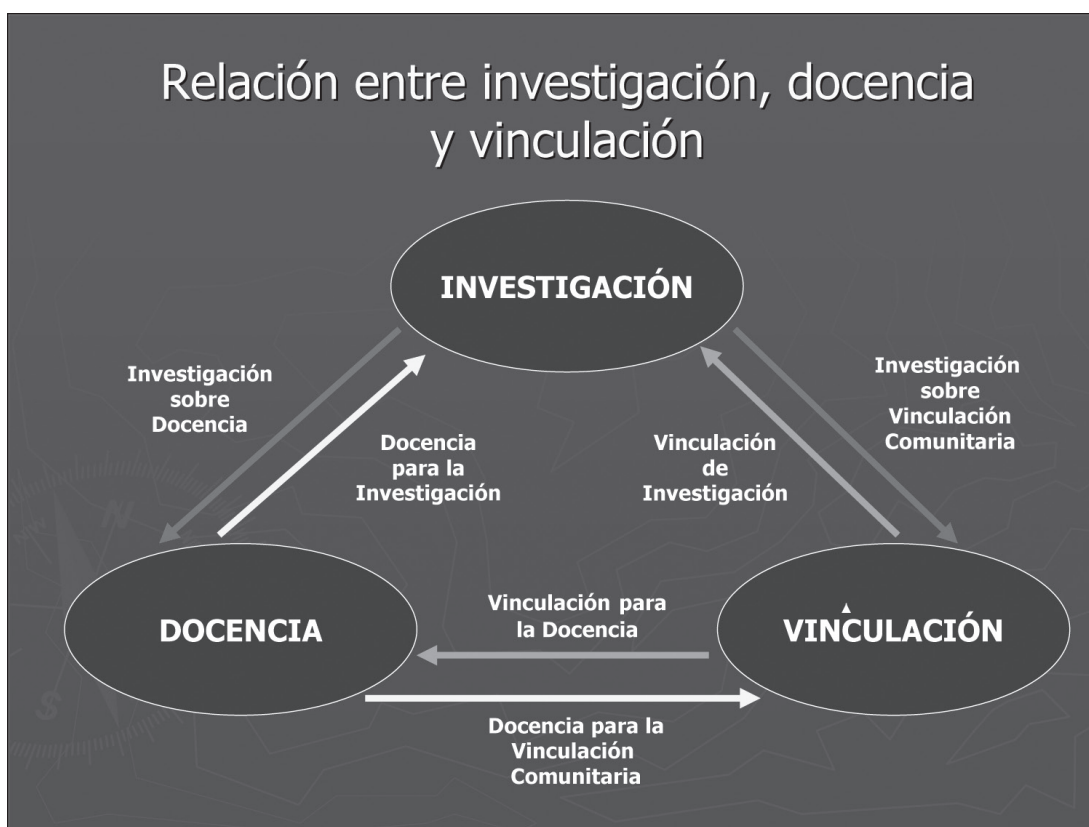 Relación entre investigación, docencia
y vinculación
INVESTIGACIÓN
Investigación
sobre
Docencia
Docencia
para la
Investigación
Vinculación
de
Investigación
Investigación
sobre
Vinculación
Comunitaria
DOCENCIA
Vinculación para
la Docencia
VINCULACIÓN
Docencia para la
Vinculación
Comunitaria
N
S